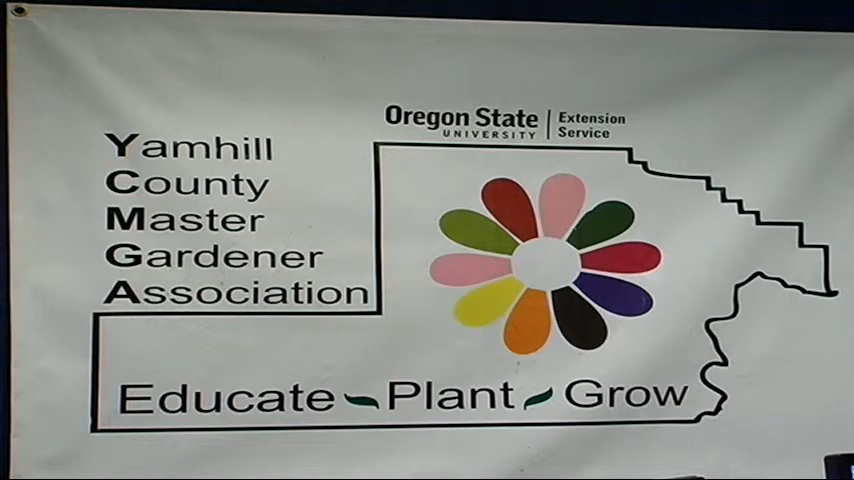 Oregon State
UNIVERSITY
Extension
Service
Yamhill
County
Master
Gardener
Association
Educate Plant Grow